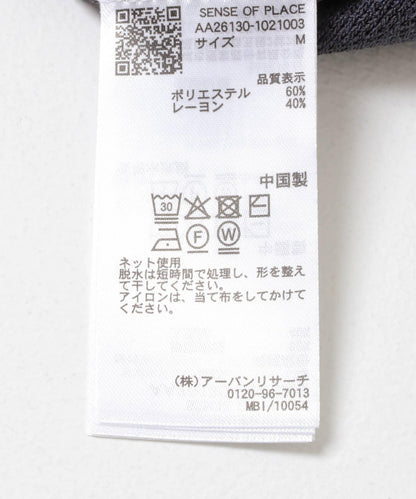 SENSE OF PLACE
AA26130-1021003
サイズ M
品質表示
ポリエステル 60%
レーヨン 40%
中国製
30
F W
ネット使用
脱水は短時間で処理し、形を整え
て干してください。
アイロンは、当て布をしてかけて
ください。
(株)アーバンリサーチ
0120-96-7013
MBI/10054